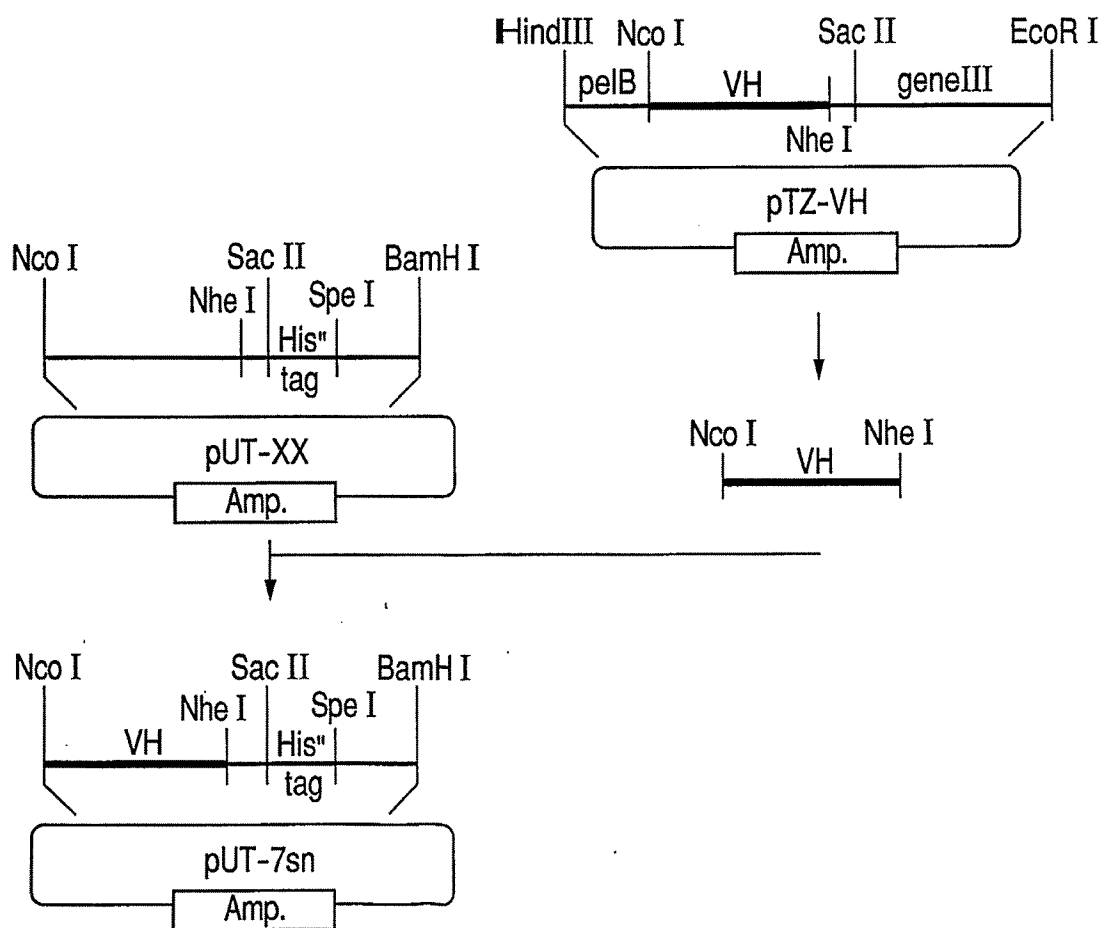 HindIII Nco I Sac II EcoR I
pelB VH geneIII
Nhe I
pTZ-VH
Amp.
Nco I Sac II BamH I
Nhe I Spe I
His"
tag
pUT-XX
Amp.
Nco I Nhe I
VH
Nco I Sac II BamH I
Nhe I Spe I
VH His"
tag
pUT-7sn
Amp.